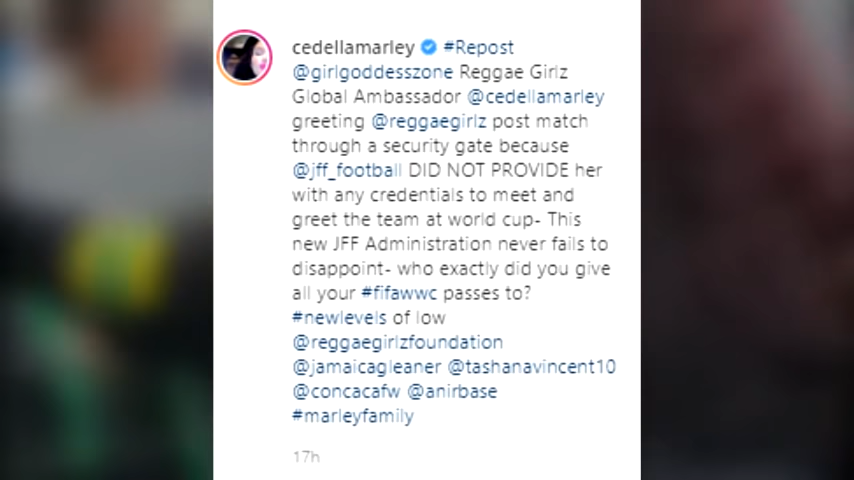 cedellamarley #Repost
@girlgoddesszone Reggae Girlz
Global Ambassador @cedellamarley
greeting @reggaegirlz post match
through a security gate because
@jff_football DID NOT PROVIDE her
with any credentials to meet and
greet the team at world cup- This
new JFF Administration never fails to
disappoint- who exactly did you give
all your #fifawwc passes to?
#newlevels of low
@reggaegirlzfoundation
@jamaicagleaner @tashanavincent10
@concacafw @anirbase
#marleyfamily
17h